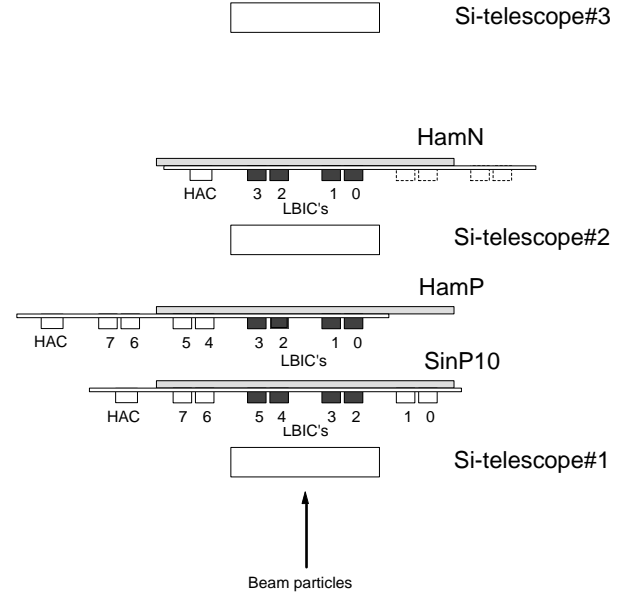 Si-telescope#3
HamN
HAC 3 2 1 0
LBIC's
Si-telescope#2
HamP
HAC 7 6 5 4 3 2 1 0
LBIC's
SinP10
HAC 7 6 5 4 3 2 1 0
LBIC's
Si-telescope#1
Beam particles